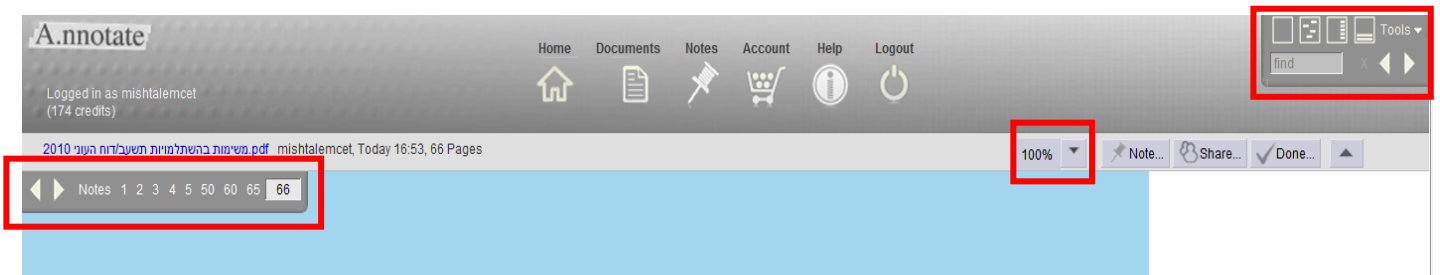 A.nnotate
Home Documents Notes Account Help Logout
Tools
find X
Logged in as mishtalemcet
(174 credits)
משימות בהשתלמויות תשעב/דוח העוני 2010.pdf mishtalemcet, Today 16:53, 66 Pages
100% Note... Share... Done...
Notes 1 2 3 4 5 50 60 65 66